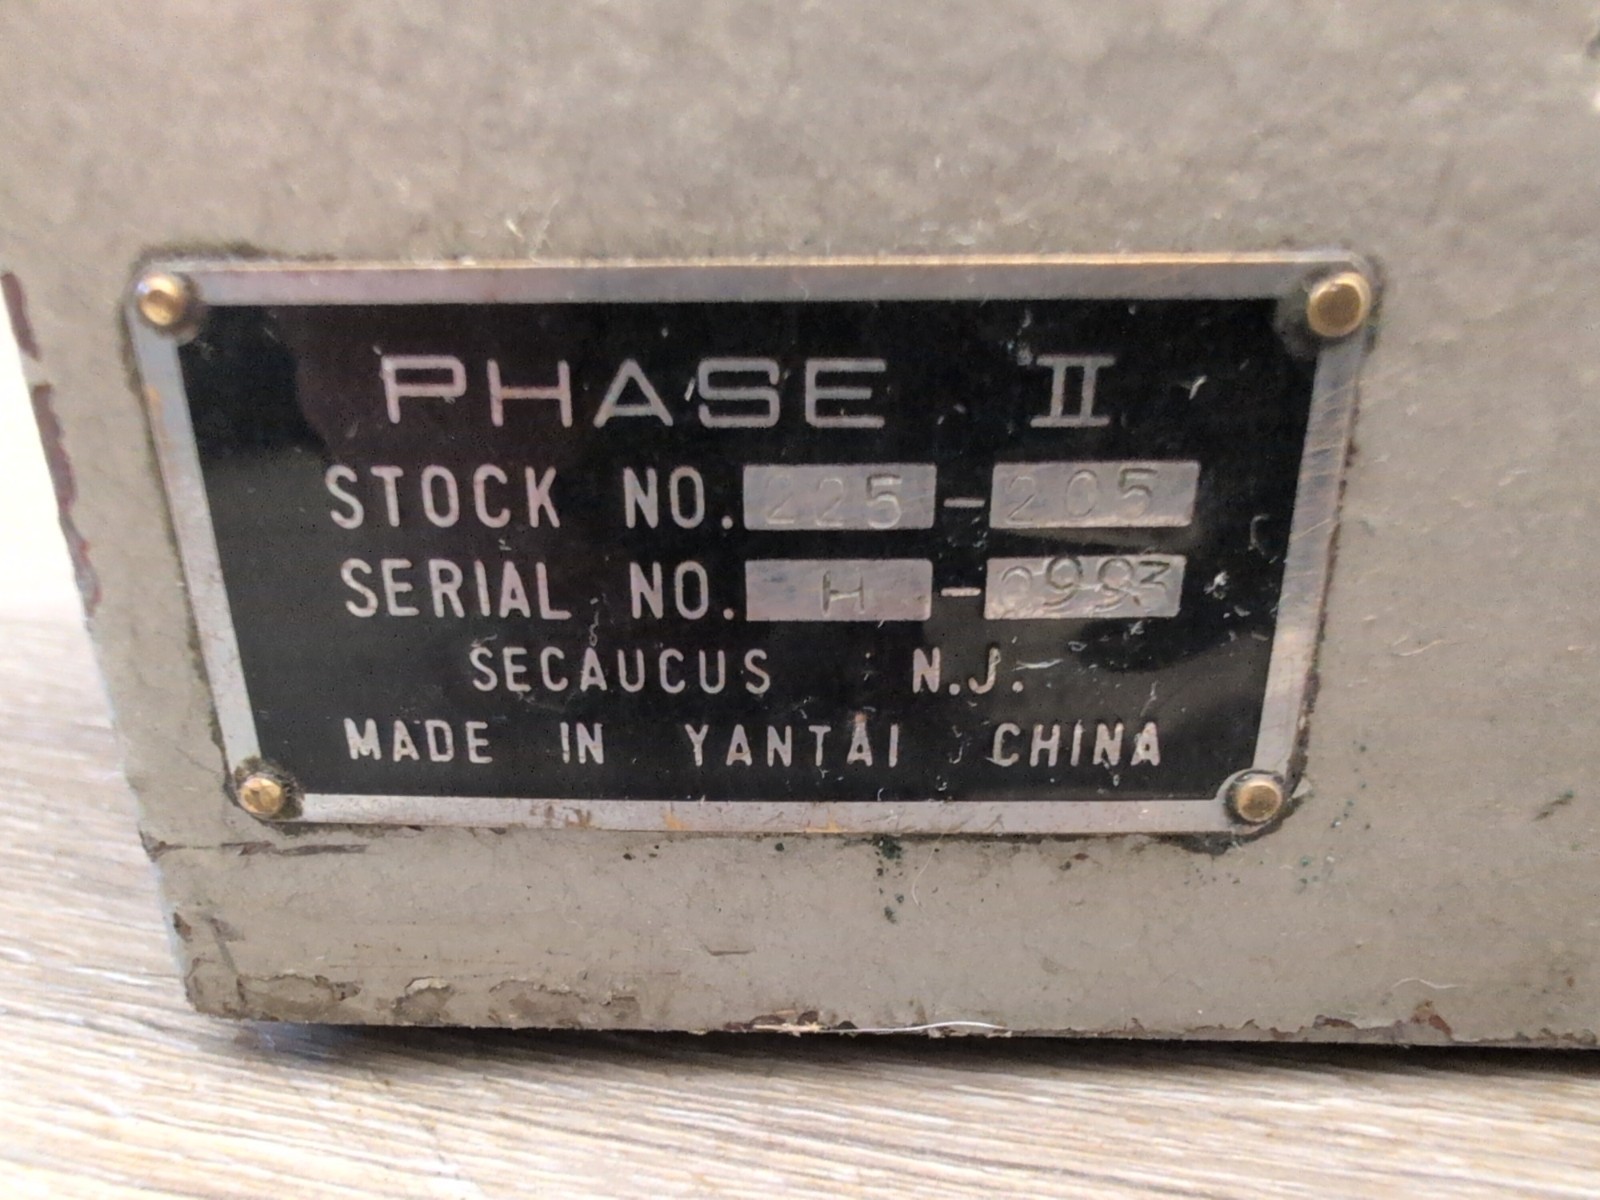 PHASE II
STOCK NO. 225-205
SERIAL NO. H-0993
SECAUCUS N.J.
MADE IN YANTAI CHINA